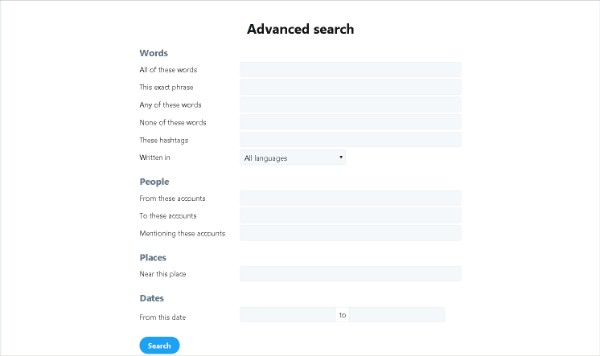 Advanced search
Words
All of these words
This exact phrase
Any of these words
None of these words
These hashtags
Written in All languages
People
From these accounts
To these accounts
Mentioning these accounts
Places
Near this place
Dates
From this date to
Search